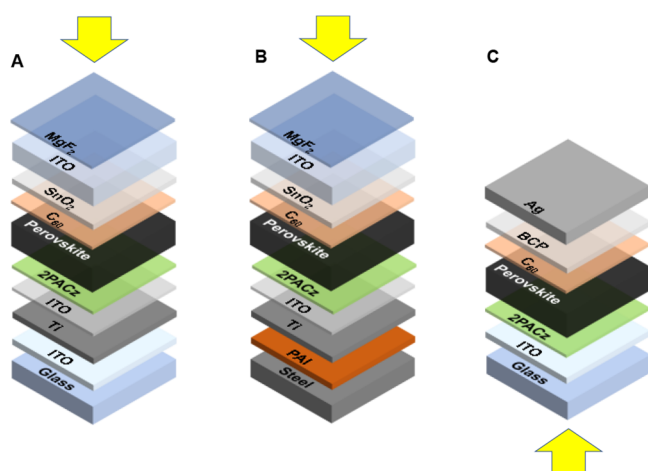 A
MgF₂
ITO
SnO₂
C₆₀
Perovskite
2PACz
ITO
Ti
ITO
Glass
B
MgF₂
ITO
SnO₂
C₆₀
Perovskite
2PACz
ITO
Ti
PAI
Steel
C
Ag
BCP
C₆₀
Perovskite
2PACz
ITO
Glass